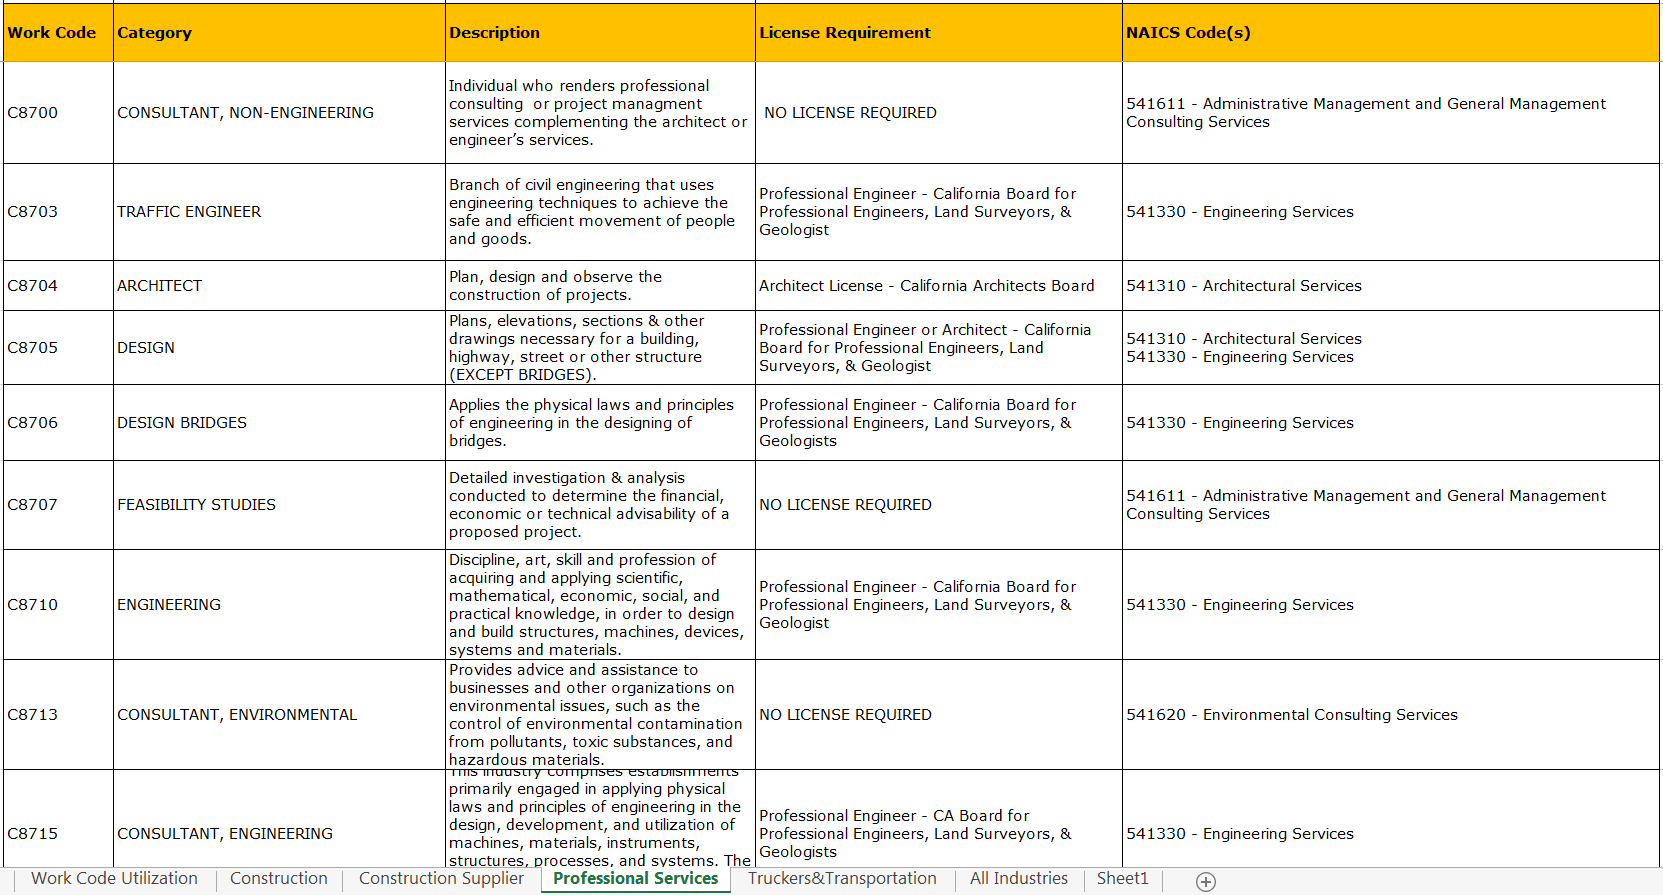 Work Code Category Description License Requirement NAICS Code(s)
C8700
CONSULTANT, NON-ENGINEERING
Individual who renders professional
consulting or project managment
services complementing the architect or
engineer’s services.
NO LICENSE REQUIRED
541611 - Administrative Management and General Management
Consulting Services
C8703
TRAFFIC ENGINEER
Branch of civil engineering that uses
engineering techniques to achieve the
safe and efficient movement of people
and goods.
Professional Engineer - California Board for
Professional Engineers, Land Surveyors, &
Geologist
541330 - Engineering Services
C8704
ARCHITECT
Plan, design and observe the
construction of projects.
Architect License - California Architects Board
541310 - Architectural Services
C8705
DESIGN
Plans, elevations, sections & other
drawings necessary for a building,
highway, street or other structure
(EXCEPT BRIDGES).
Professional Engineer or Architect - California
Board for Professional Engineers, Land
Surveyors, & Geologist
541310 - Architectural Services
541330 - Engineering Services
C8706
DESIGN BRIDGES
Applies the physical laws and principles
of engineering in the designing of
bridges.
Professional Engineer - California Board for
Professional Engineers, Land Surveyors, &
Geologists
541330 - Engineering Services
C8707
FEASIBILITY STUDIES
Detailed investigation & analysis
conducted to determine the financial,
economic or technical advisability of a
proposed project.
NO LICENSE REQUIRED
541611 - Administrative Management and General Management
Consulting Services
C8710
ENGINEERING
Discipline, art, skill and profession of
acquiring and applying scientific,
mathematical, economic, social, and
practical knowledge, in order to design
and build structures, machines, devices,
systems and materials.
Professional Engineer - California Board for
Professional Engineers, Land Surveyors, &
Geologist
541330 - Engineering Services
C8713
CONSULTANT, ENVIRONMENTAL
Provides advice and assistance to
businesses and other organizations on
environmental issues, such as the
control of environmental contamination
from pollutants, toxic substances, and
hazardous materials.
NO LICENSE REQUIRED
541620 - Environmental Consulting Services
C8715
CONSULTANT, ENGINEERING
This industry comprises establishments
primarily engaged in applying physical
laws and principles of engineering in the
design, development, and utilization of
machines, materials, instruments,
structures, processes, and systems. The
Professional Engineer - CA Board for
Professional Engineers, Land Surveyors, &
Geologists
541330 - Engineering Services
Work Code Utilization Construction Construction Supplier Professional Services Truckers&Transportation All Industries Sheet1